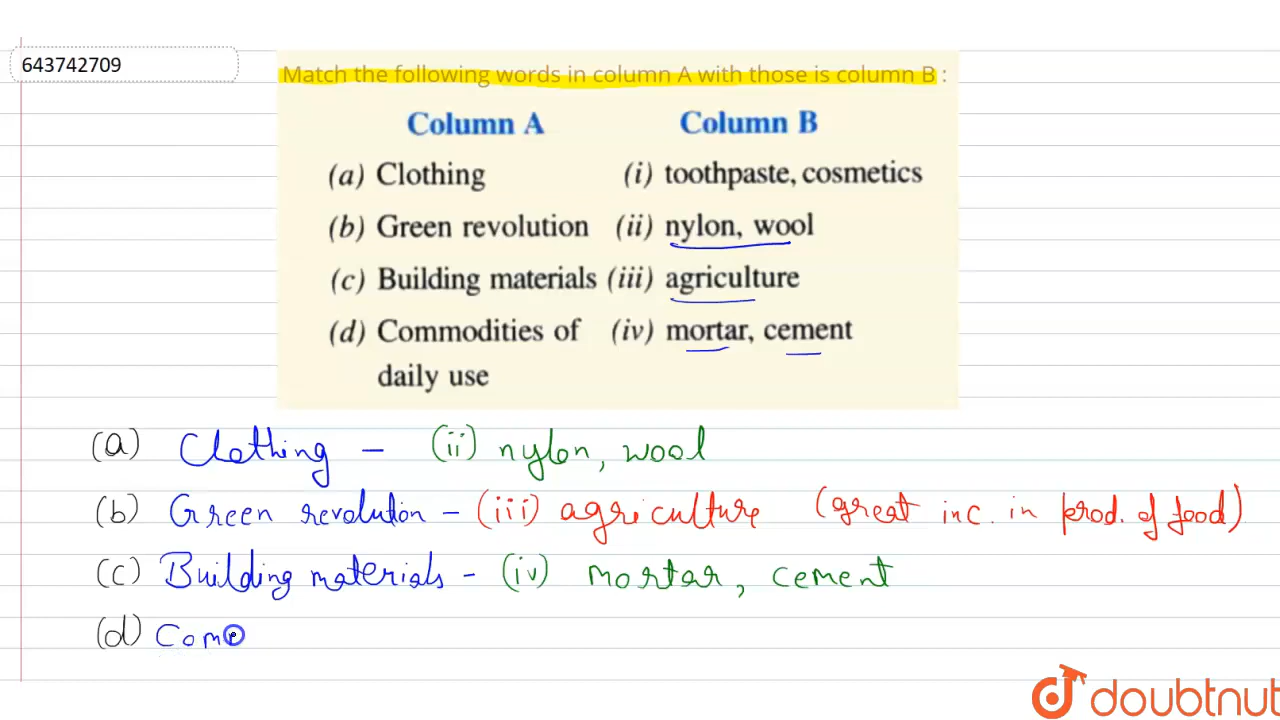 643742709
Match the following words in column A with those is column B :
Column A Column B
(a) Clothing (i) toothpaste, cosmetics
(b) Green revolution (ii) nylon, wool
(c) Building materials (iii) agriculture
(d) Commodities of (iv) mortar, cement
daily use
(a) Clothing - (ii) nylon, wool
(b) Green revolution - (iii) agriculture (great inc. in prod. of food)
(c) Building materials - (iv) mortar, cement
(d) Com
doubtnut